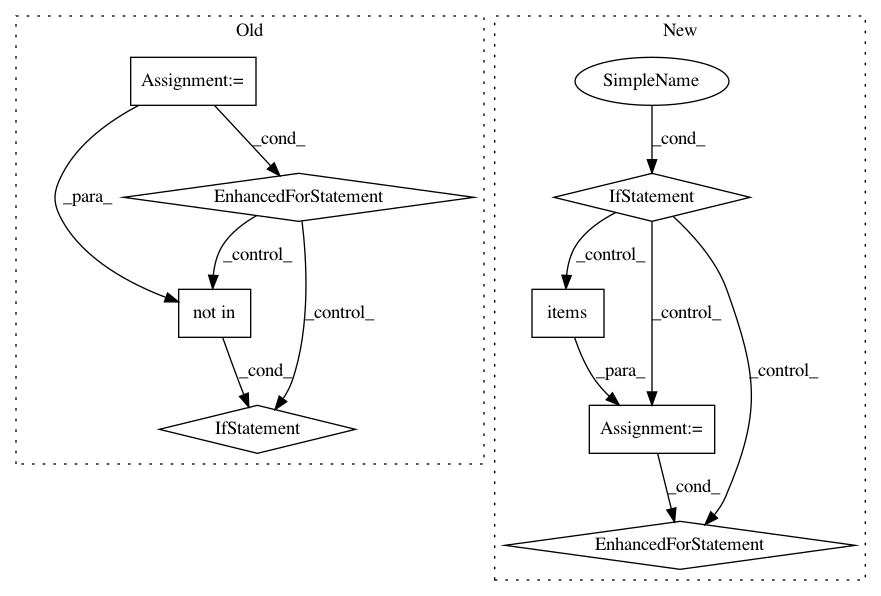 Old
New
Assignment:=
SimpleName
_cond_
_cond_
_para_
EnhancedForStatement
IfStatement
_control_
_control_
not in
_control_
items
_control_
_control_
_cond_
_para_
IfStatement
Assignment:=
_cond_
EnhancedForStatement